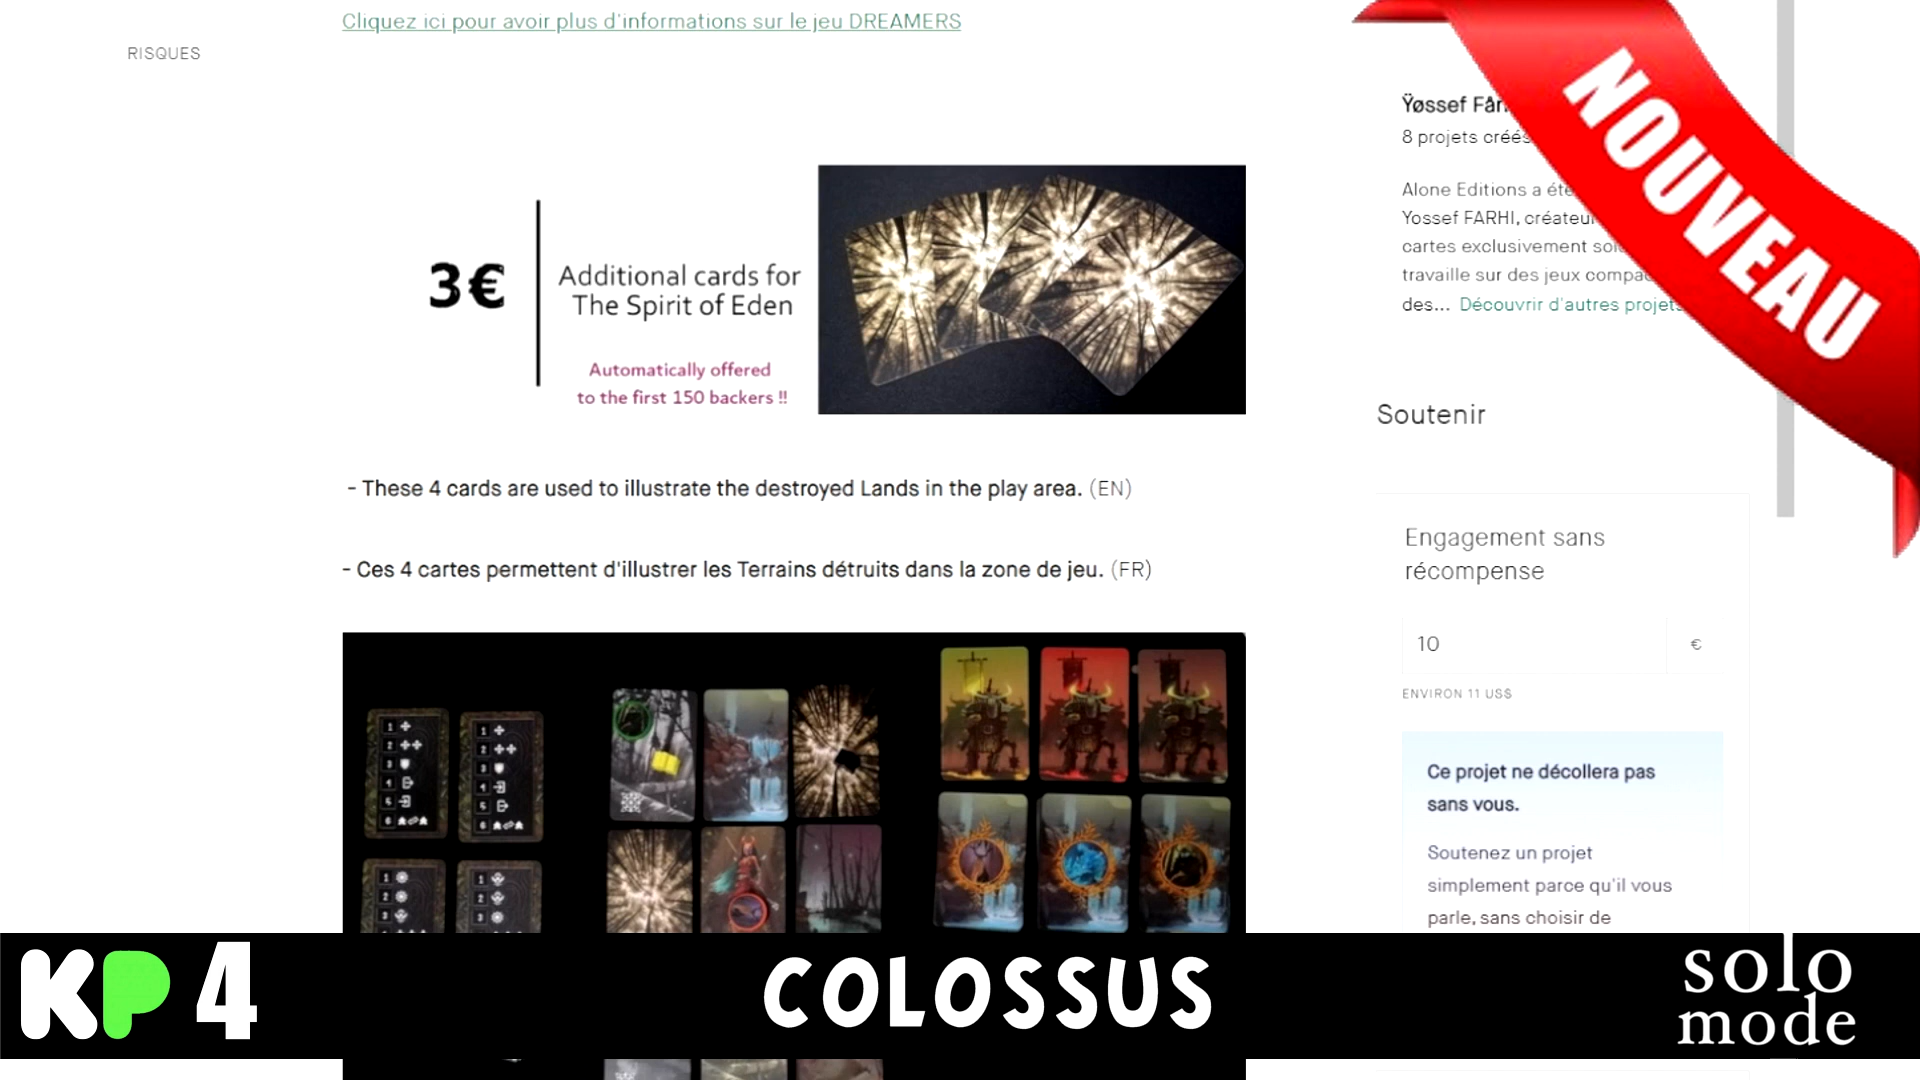 Cliquez ici pour avoir plus d'informations sur le jeu DREAMERS
RISQUES
3€
Additional cards for
The Spirit of Eden
Automatically offered
to the first 150 backers !!
- These 4 cards are used to illustrate the destroyed Lands in the play area. (EN)
- Ces 4 cartes permettent d'illustrer les Terrains détruits dans la zone de jeu. (FR)
NOUVEAU
Ÿøssef
8 projets créés
Alone Editions a été
Yossef FARHI, créateur
cartes exclusivement
travaille sur des jeux
des... Découvrir d'autres projets
Soutenir
Engagement sans
récompense
10
€
ENVIRON 11 US$
Ce projet ne décollera pas
sans vous.
Soutenez un projet
simplement parce qu'il vous
parle, sans choisir de
KP 4
COLOSSUS
solo
mode